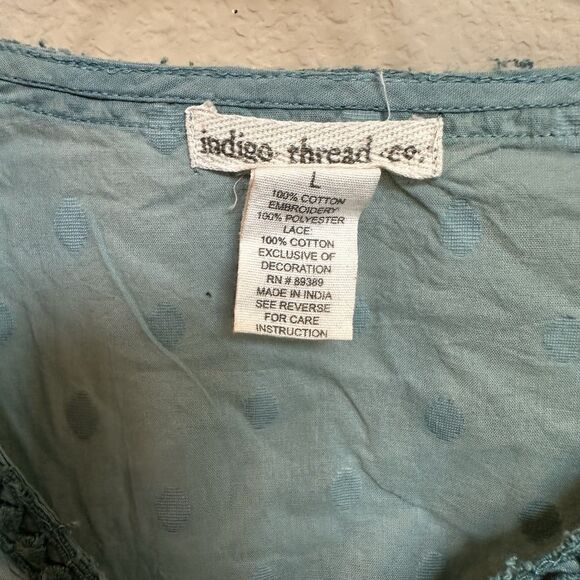 indigo thread co.
L
100% COTTON
EMBROIDERY
100% POLYESTER
LACE
100% COTTON
EXCLUSIVE OF
DECORATION
RN # 89389
MADE IN INDIA
SEE REVERSE
FOR CARE
INSTRUCTION